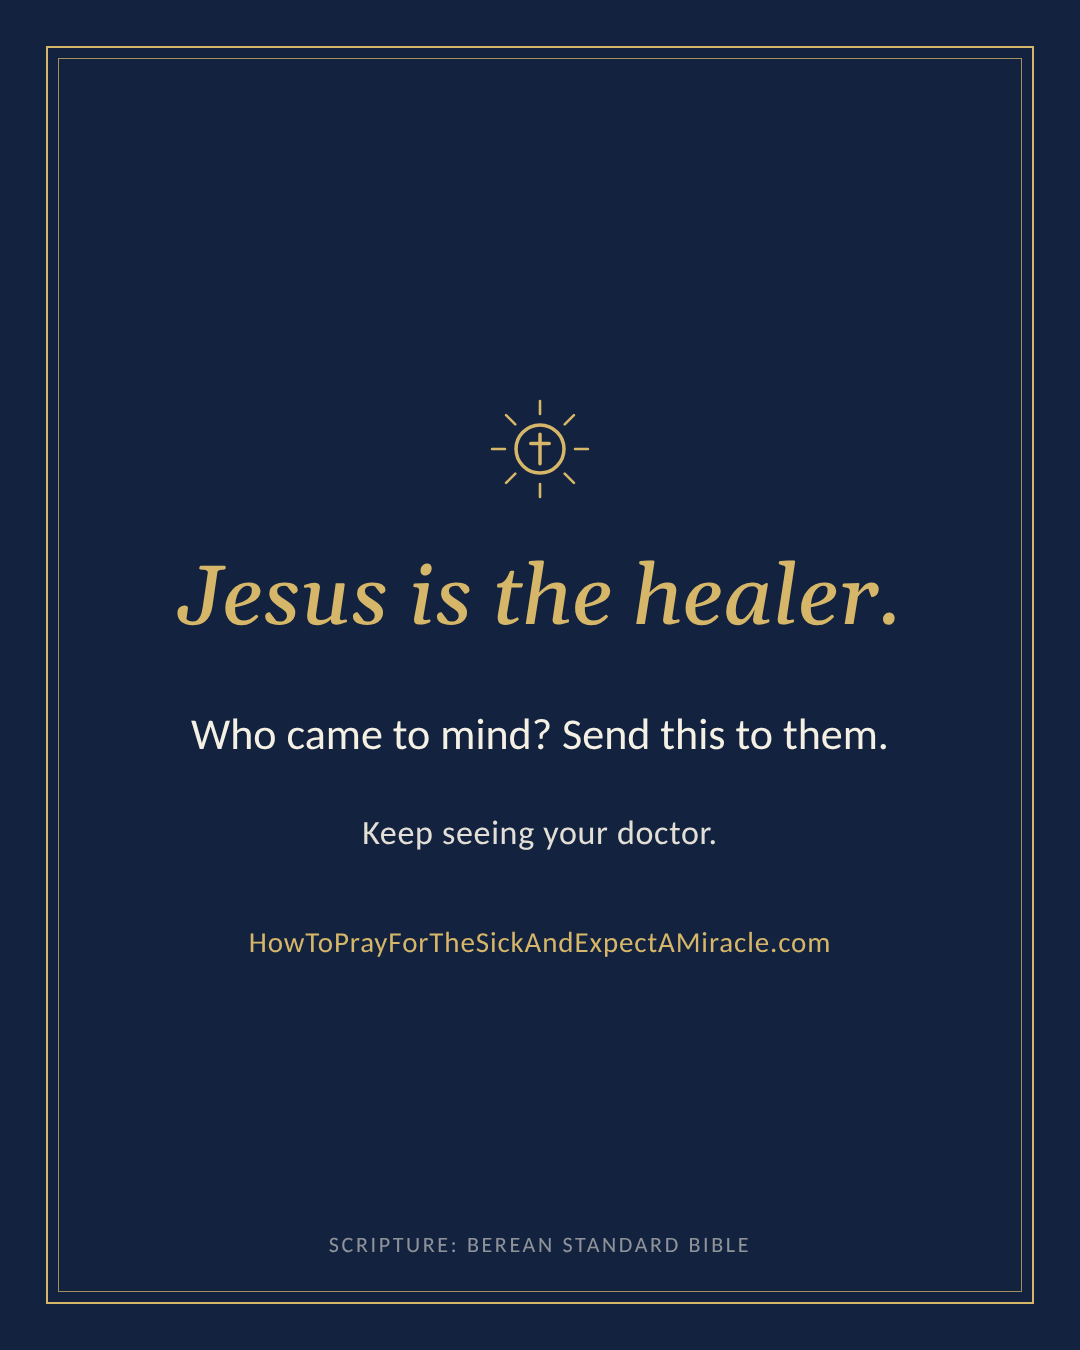 Jesus is the healer.
Who came to mind? Send this to them.
Keep seeing your doctor.
HowToPrayForTheSickAndExpectAMiracle.com
SCRIPTURE: BEREAN STANDARD BIBLE